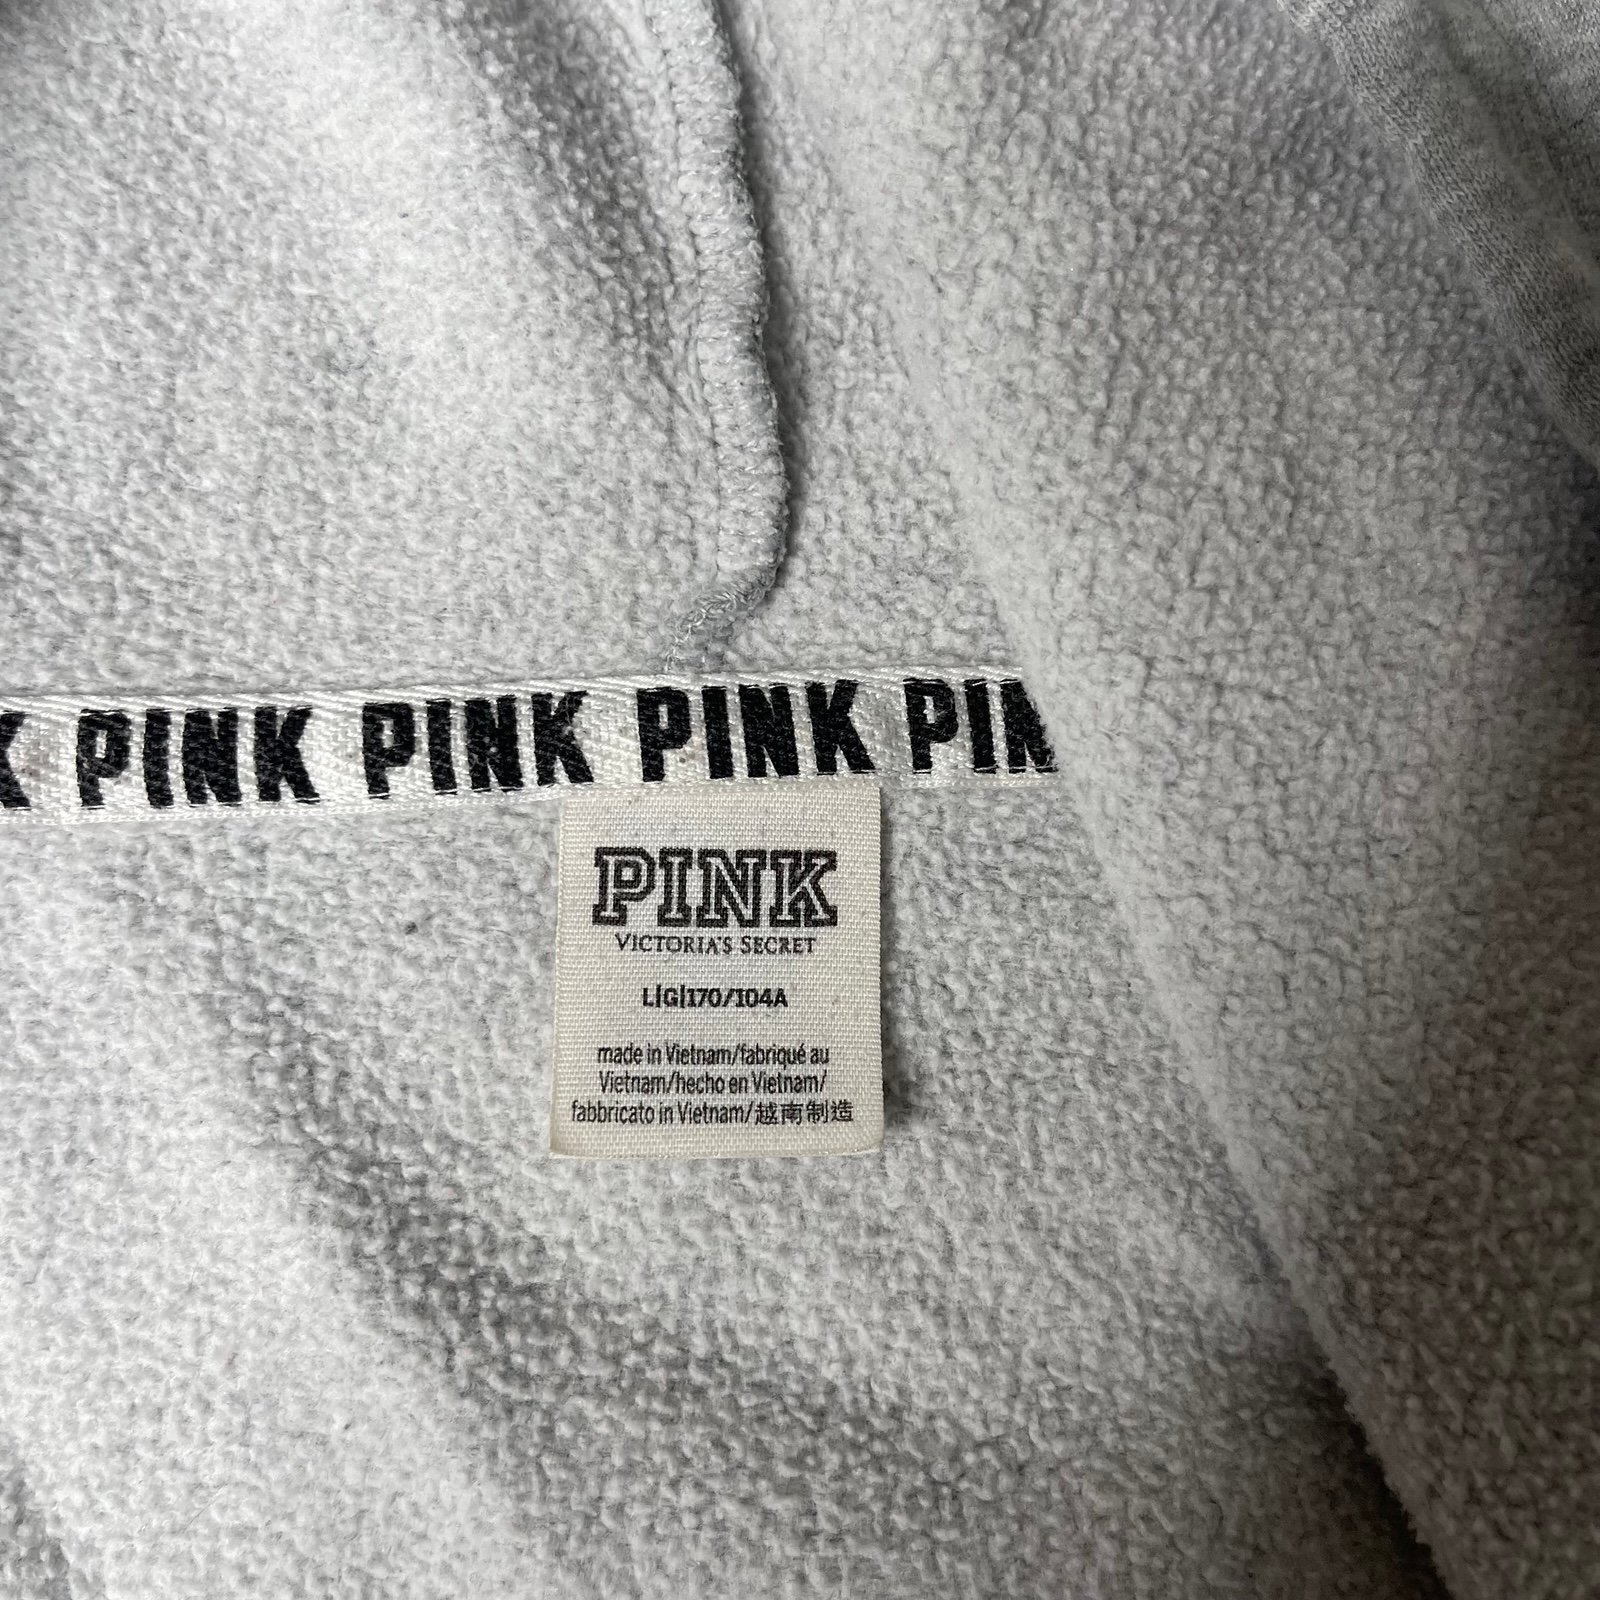 K PINK PINK PINK PIN
PINK
VICTORIA'S SECRET
L|G|170/104A
made in Vietnam/fabriqué au
Vietnam/hecho en Vietnam/
fabbricato in Vietnam/越南制造